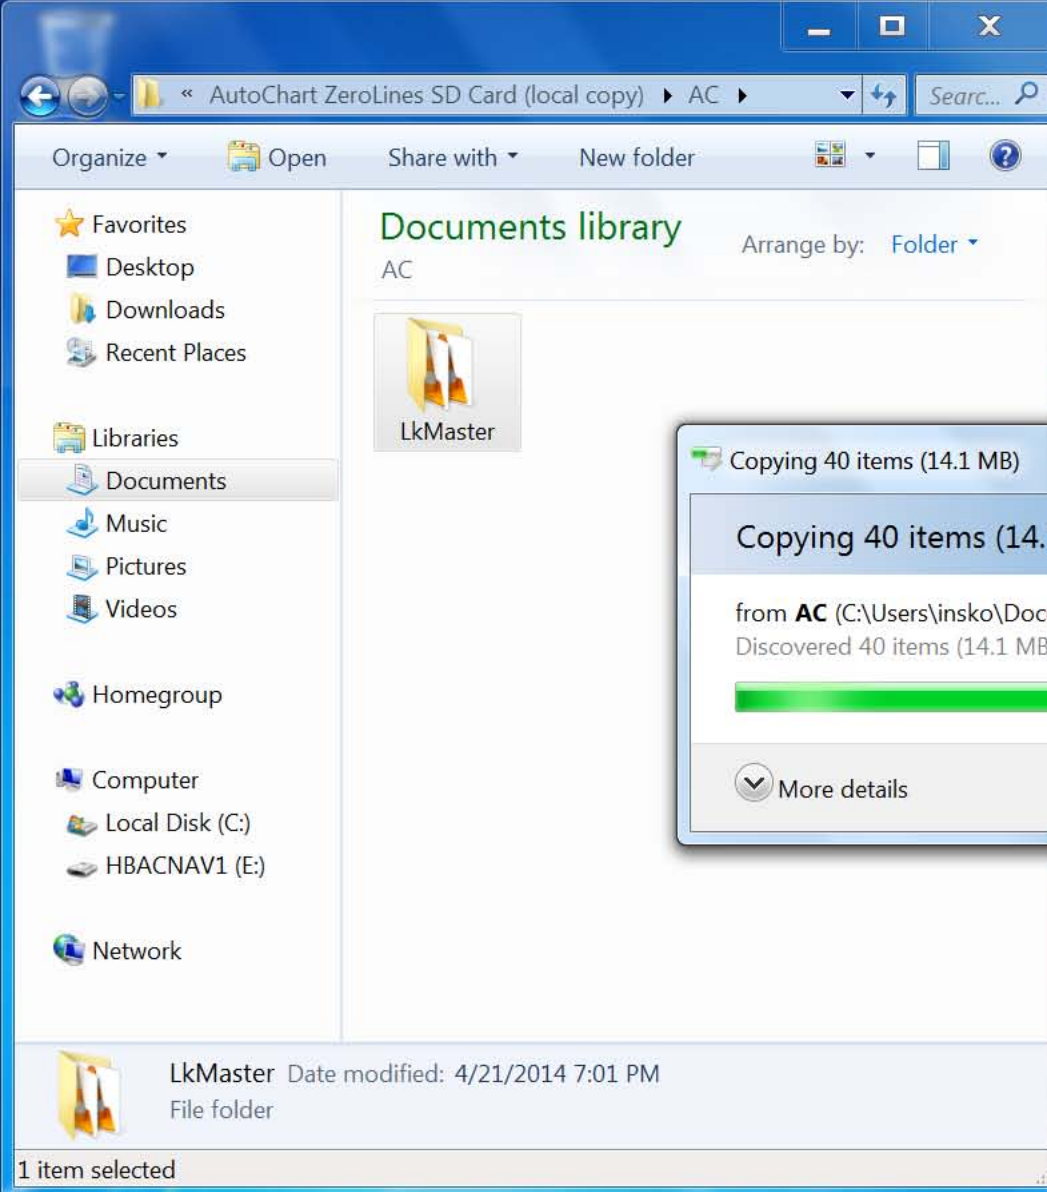 « AutoChart ZeroLines SD Card (local copy) AC Searc...
Organize Open Share with New folder
Favorites
Desktop
Downloads
Recent Places
Libraries
Documents
Music
Pictures
Videos
Homegroup
Computer
Local Disk (C:)
HBACNAV1 (E:)
Network
Documents library
AC
Arrange by: Folder
LkMaster
Copying 40 items (14.1 MB)
Copying 40 items (14.
from AC (C:\Users\insko\Doc
Discovered 40 items (14.1 MB
More details
LkMaster Date modified: 4/21/2014 7:01 PM
File folder
1 item selected